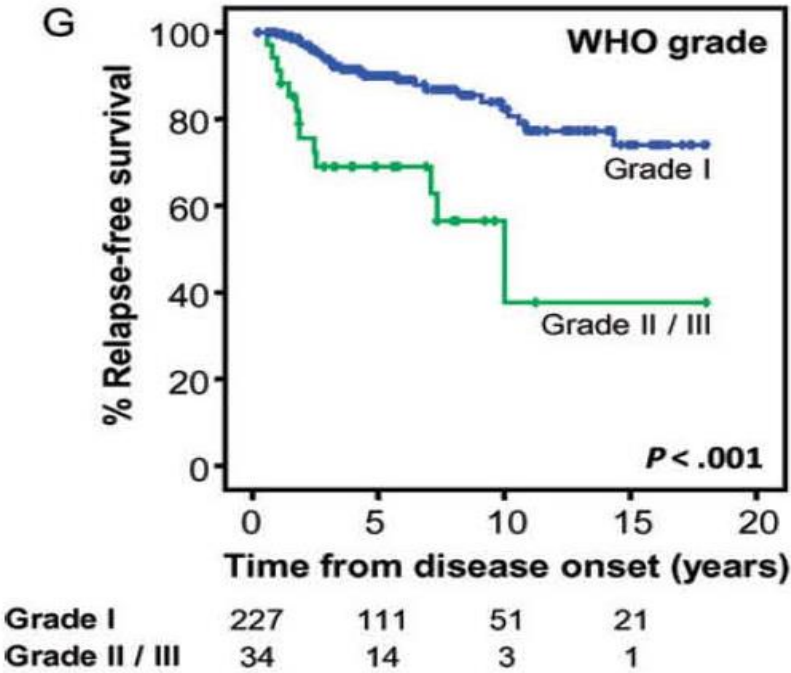 G
WHO grade
100
80
60
40
20
0
% Relapse-free survival
Grade I
Grade II / III
P < .001
0 5 10 15 20
Time from disease onset (years)
Grade I 227 111 51 21
Grade II / III 34 14 3 1